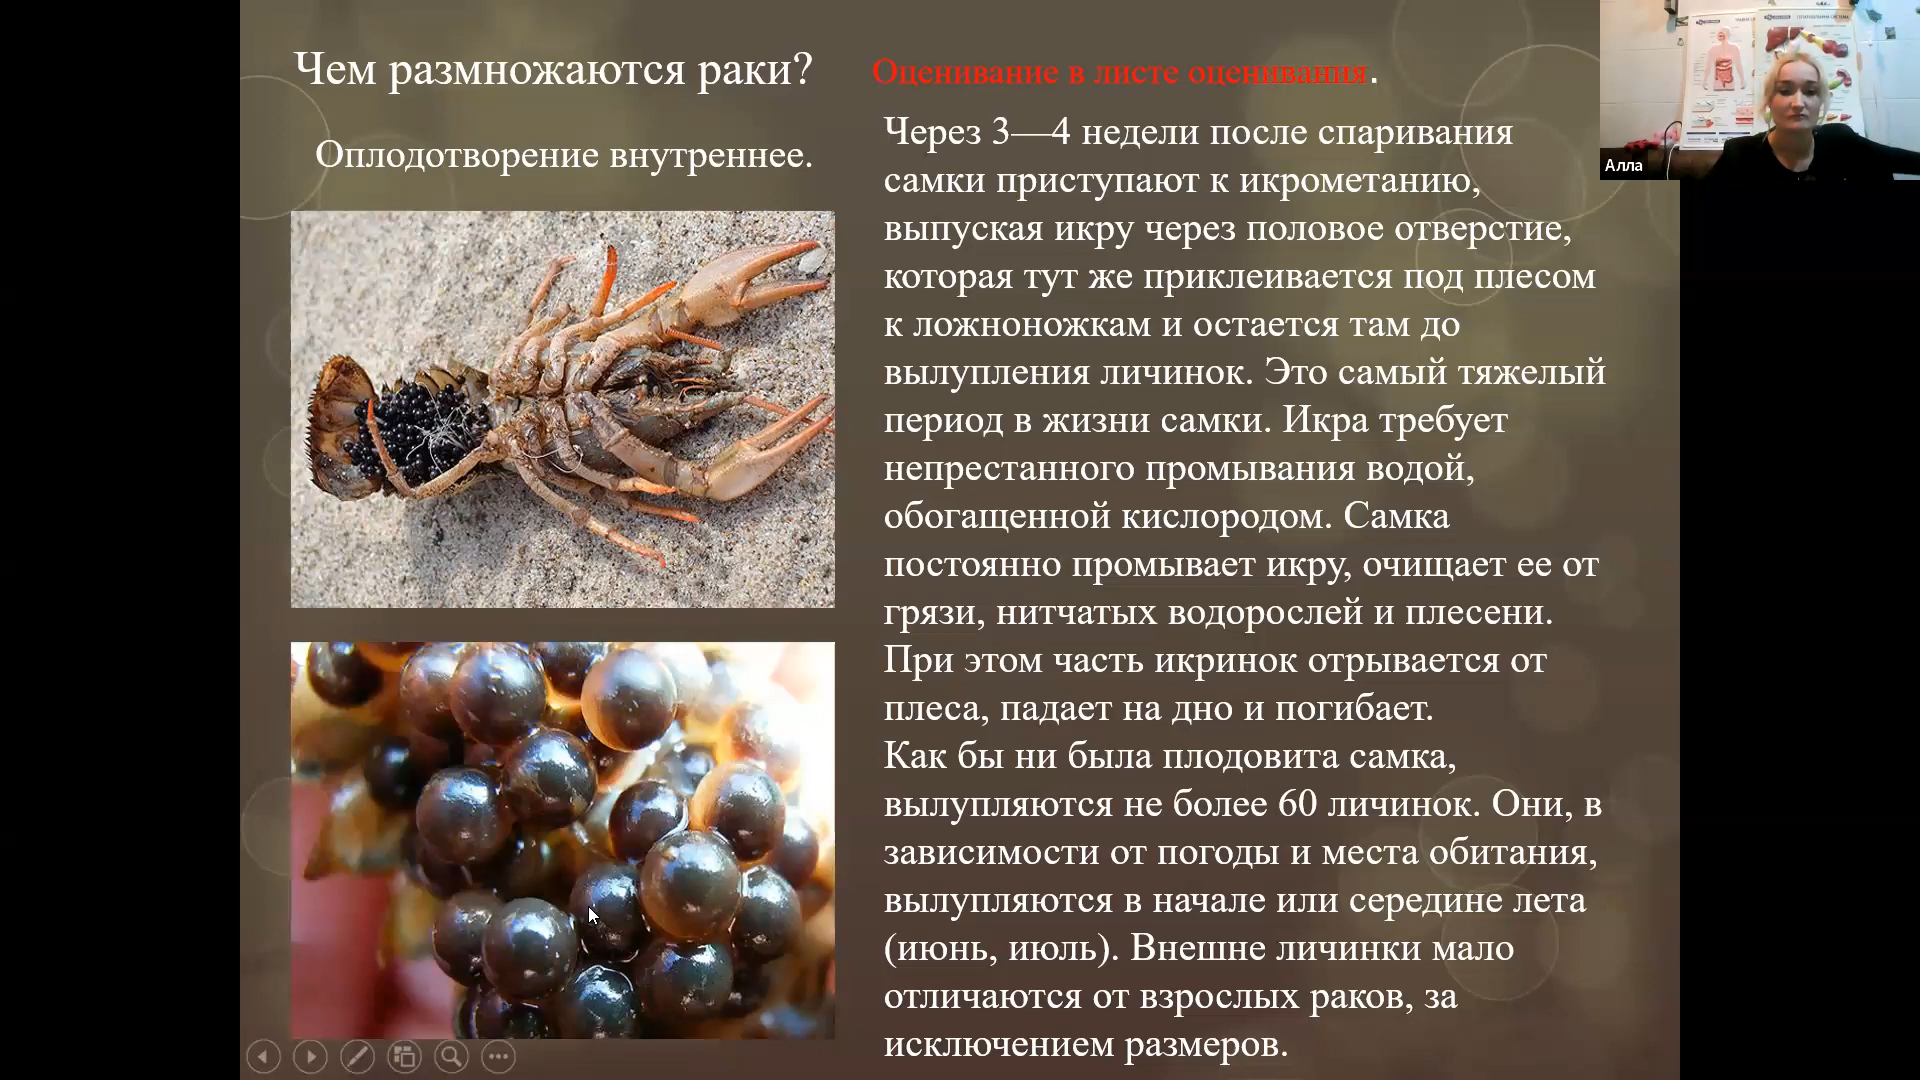 Чем размножаются раки?
Оплодотворение внутреннее.
Оценивание в листе оценивания.
Через 3—4 недели после спаривания
самки приступают к икрометанию,
выпуская икру через половое отверстие,
которая тут же приклеивается под плесом
к ложноножкам и остается там до
вылупления личинок. Это самый тяжелый
период в жизни самки. Икра требует
непрестанного промывания водой,
обогащенной кислородом. Самка
постоянно промывает икру, очищает ее от
грязи, нитчатых водорослей и плесени.
При этом часть икринок отрывается от
плеса, падает на дно и погибает.
Как бы ни была плодовита самка,
вылупляются не более 60 личинок. Они, в
зависимости от погоды и места обитания,
вылупляются в начале или середине лета
(июнь, июль). Внешне личинки мало
отличаются от взрослых раков, за
исключением размеров.
Алла